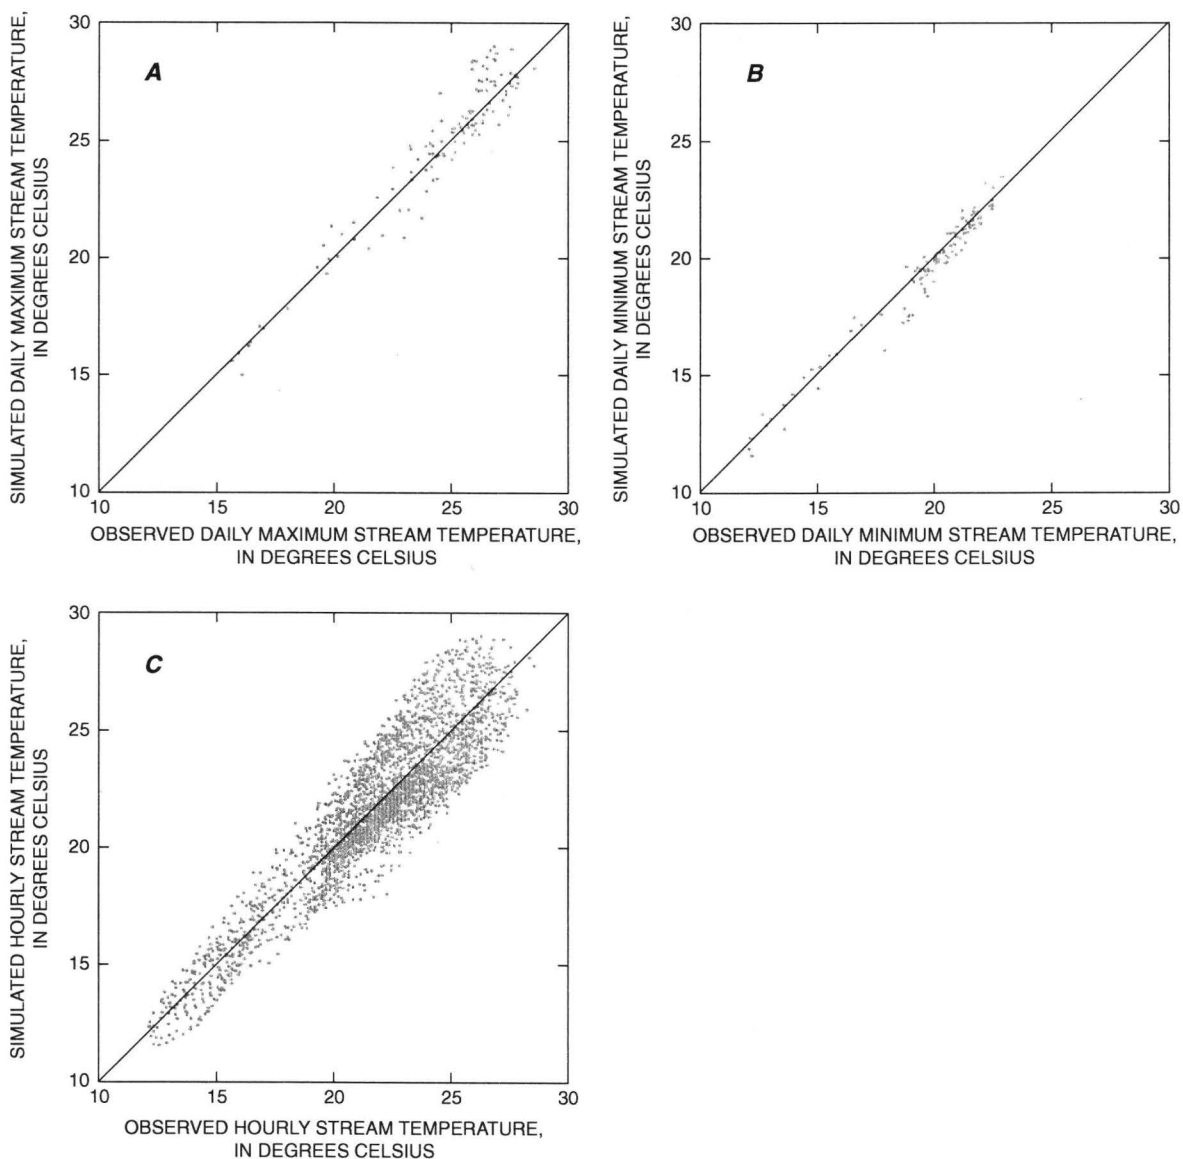 SIMULATED DAILY MAXIMUM STREAM TEMPERATURE,
IN DEGREES CELSIUS
30
25
20
15
10
A
10 15 20 25 30
OBSERVED DAILY MAXIMUM STREAM TEMPERATURE,
IN DEGREES CELSIUS
SIMULATED DAILY MINIMUM STREAM TEMPERATURE,
IN DEGREES CELSIUS
30
25
20
15
10
B
10 15 20 25 30
OBSERVED DAILY MINIMUM STREAM TEMPERATURE,
IN DEGREES CELSIUS
SIMULATED HOURLY STREAM TEMPERATURE,
IN DEGREES CELSIUS
30
25
20
15
10
C
10 15 20 25 30
OBSERVED HOURLY STREAM TEMPERATURE,
IN DEGREES CELSIUS